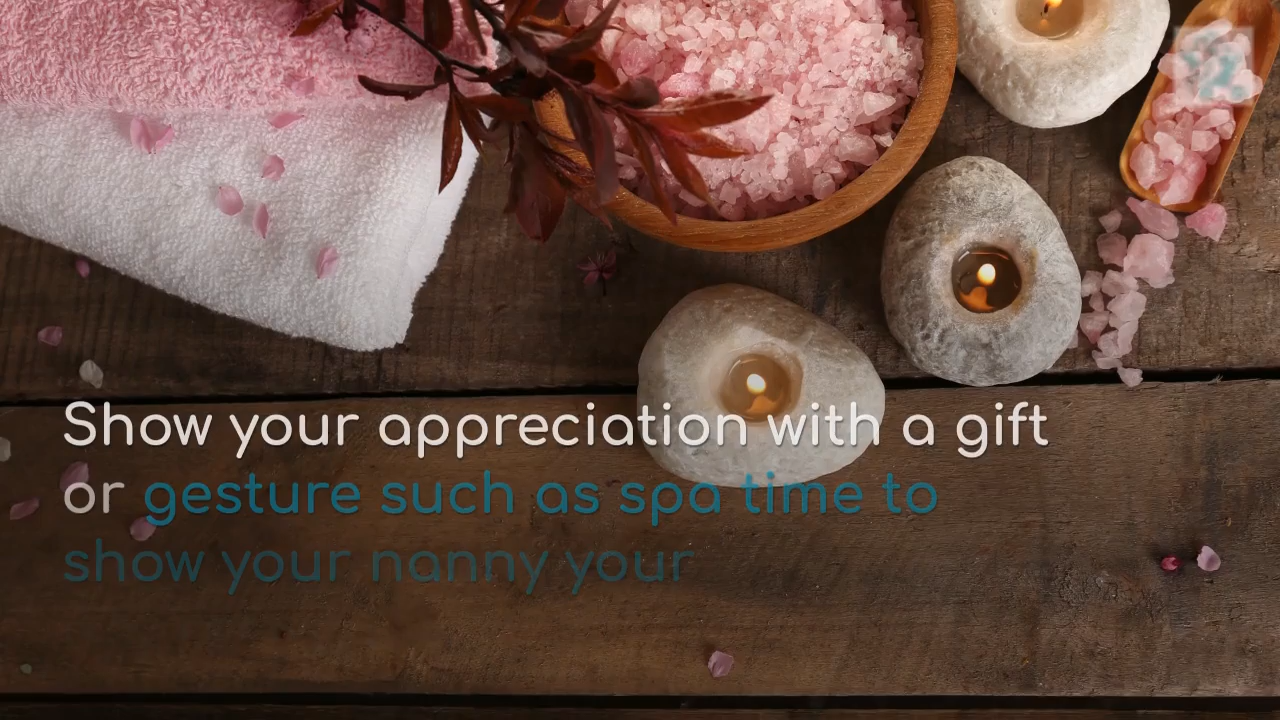 Show your appreciation with a gift
or gesture such as spa time to
show your nanny your